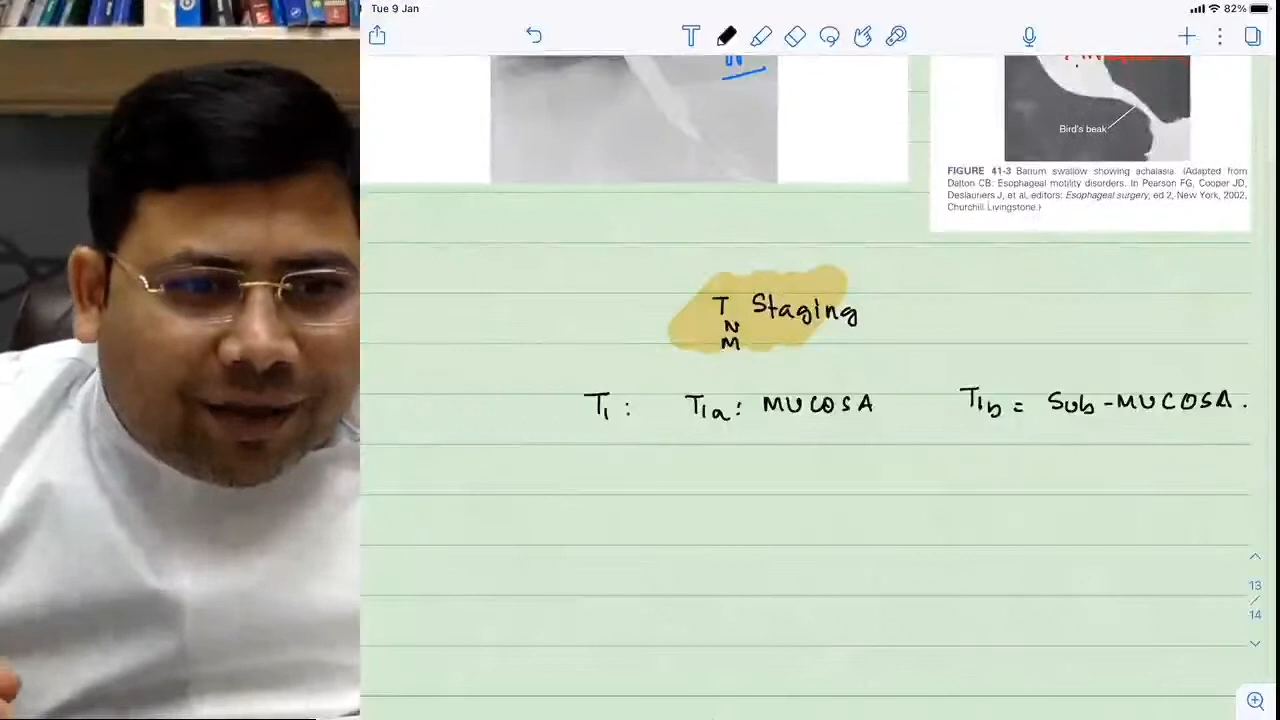 Tue 9 Jan
82%
T
Bird's beak
FIGURE 41-3 Barium swallow showing achalasia. (Adapted from
Dalton CB: Esophageal motility disorders. In Pearson FG, Cooper JD,
Deslauriers J, et al, editors: Esophageal surgery, ed 2, New York, 2002,
Churchill Livingstone.)
T Staging
N
M
T1 : T1a : MUCOSA T1b = Sub-MUCOSA.
13
/
14